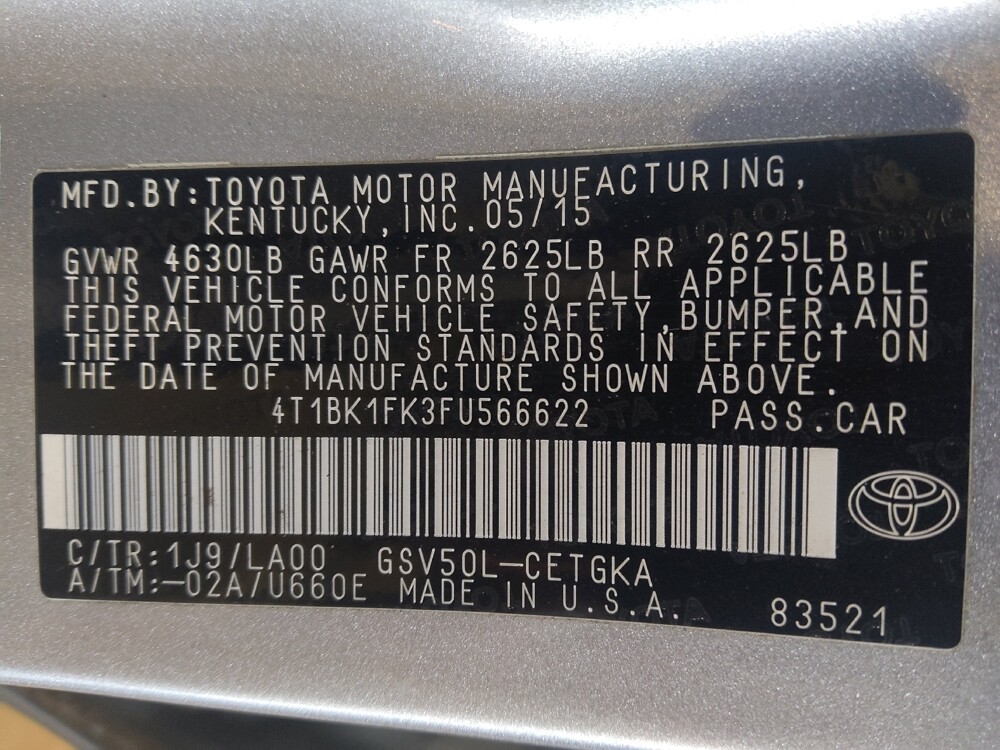 MFD.BY:TOYOTA MOTOR MANUFACTURING,
KENTUCKY,INC.05/15
GVWR 4630LB GAWR FR 2625LB RR 2625LB
THIS VEHICLE CONFORMS TO ALL APPLICABLE
FEDERAL MOTOR VEHICLE SAFETY,BUMPER,AND
THEFT PREVENTION STANDARDS IN EFFECT ON
THE DATE OF MANUFACTURE SHOWN ABOVE.
4T1BK1FK3FU566622 PASS.CAR
C/TR:1J9/LA00 GSV50L-CETGKA
A/TM:-02A/U660E MADE IN U.S.A. 83521